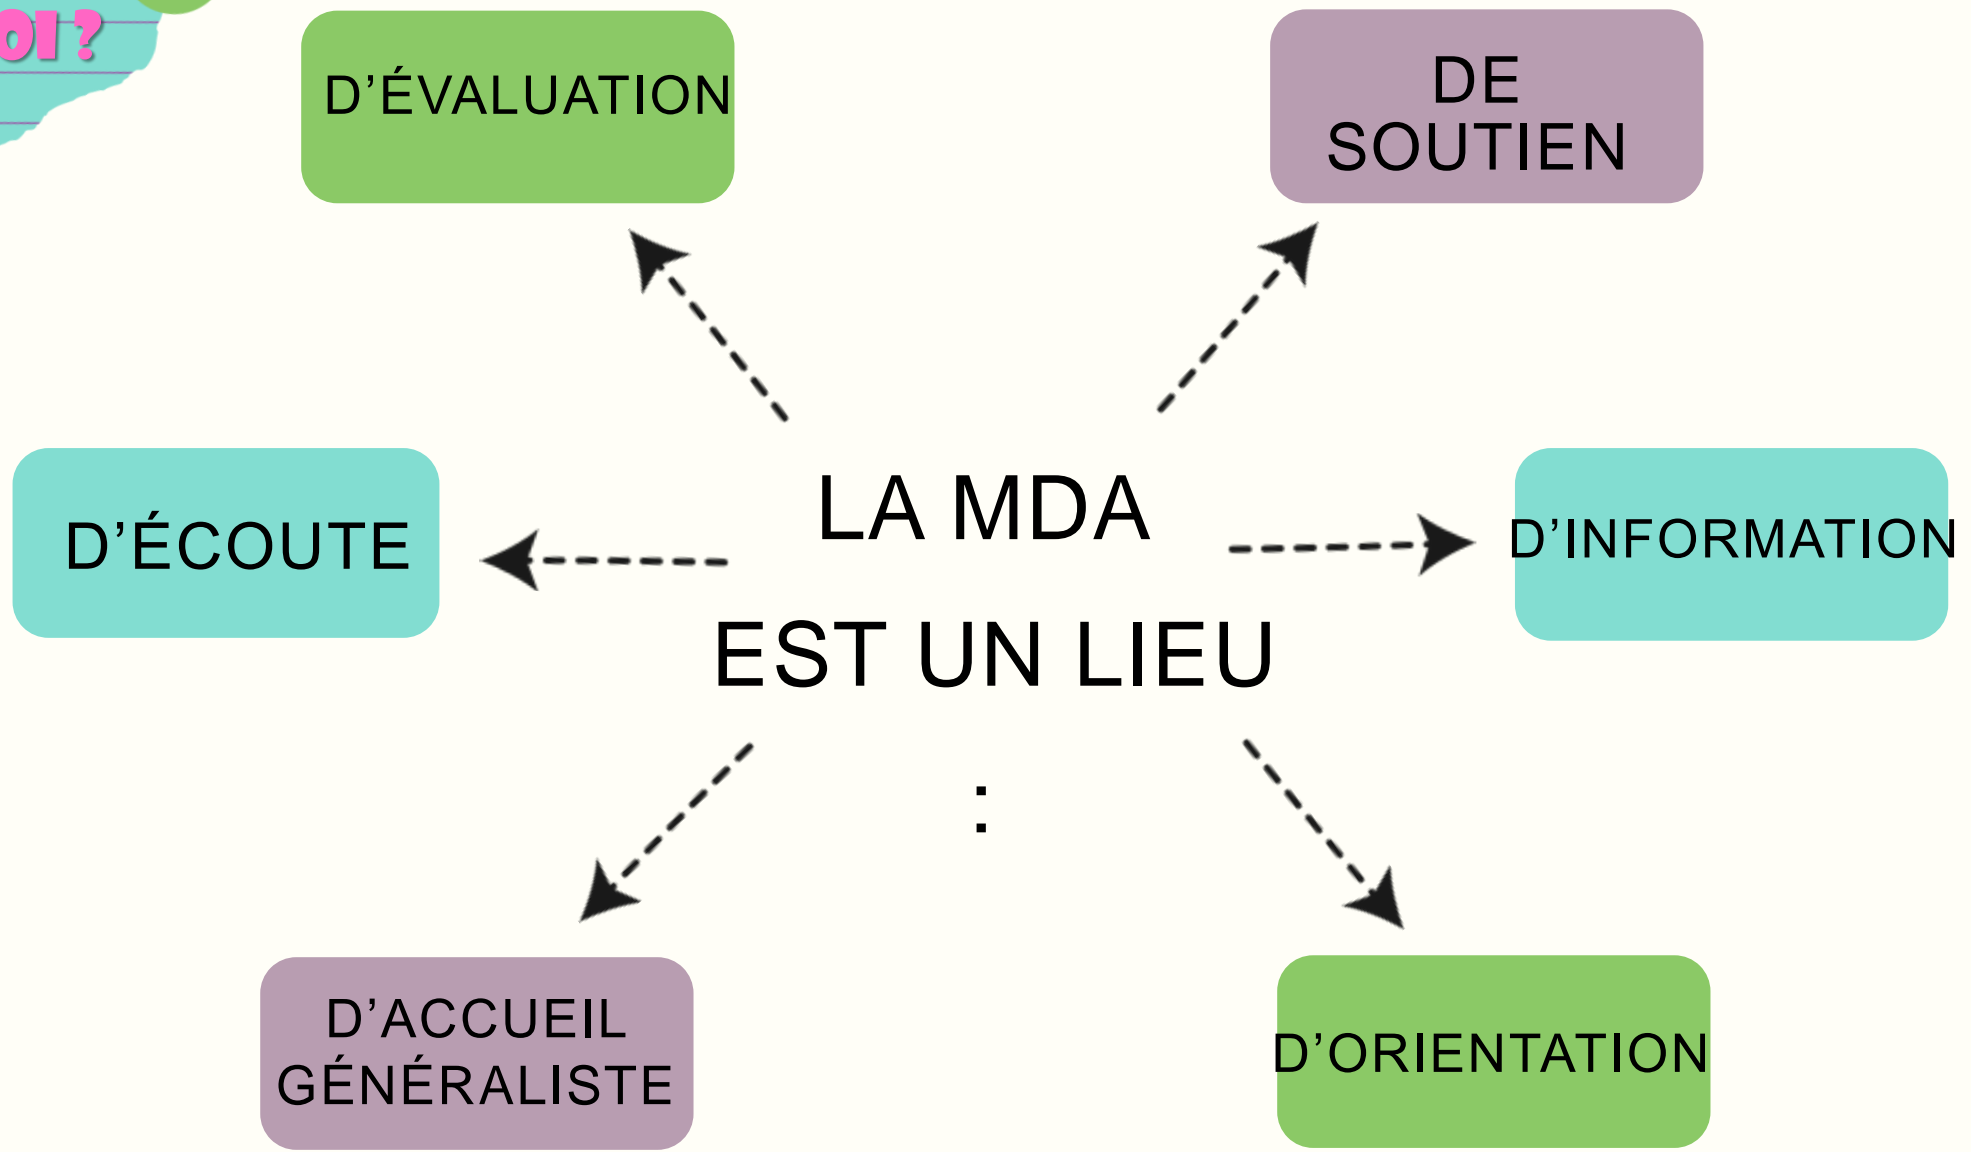 D’ÉVALUATION
DE
SOUTIEN
D’ÉCOUTE
LA MDA
EST UN LIEU
:
D’INFORMATION
D’ACCUEIL
GÉNÉRALISTE
D’ORIENTATION